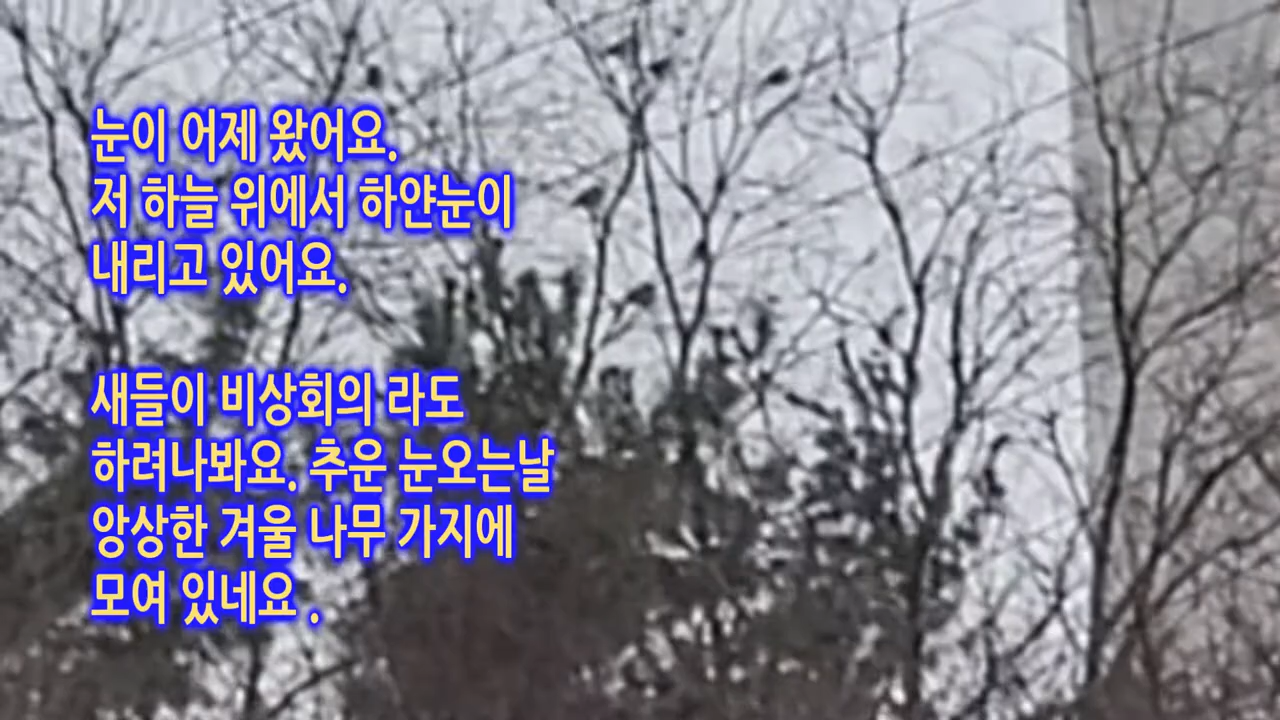 눈이 어제 왔어요.
저 하늘 위에서 하얀눈이
내리고 있어요.
새들이 비상회의 라도
하려나봐요. 추운 눈오는날
앙상한 겨울 나무 가지에
모여 있네요 .